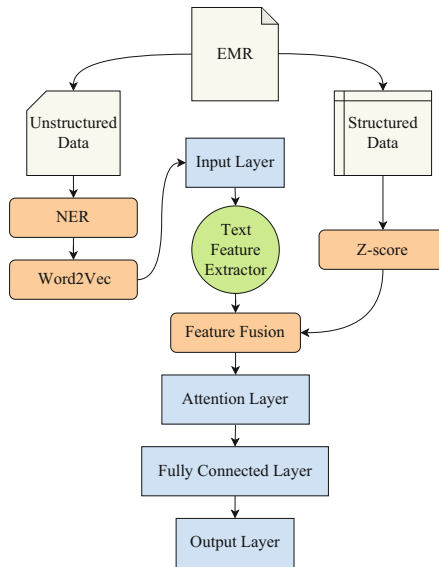 EMR
Unstructured
Data
Structured
Data
Input Layer
NER
Text
Feature
Extractor
Z-score
Word2Vec
Feature Fusion
Attention Layer
Fully Connected Layer
Output Layer